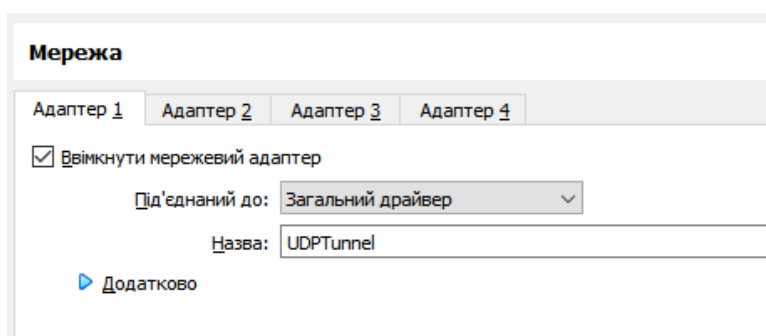 Мережа
Адаптер 1 Адаптер 2 Адаптер 3 Адаптер 4
Ввімкнути мережевий адаптер
Під'єднаний до: Загальний драйвер
Назва: UDPTunnel
Додатково